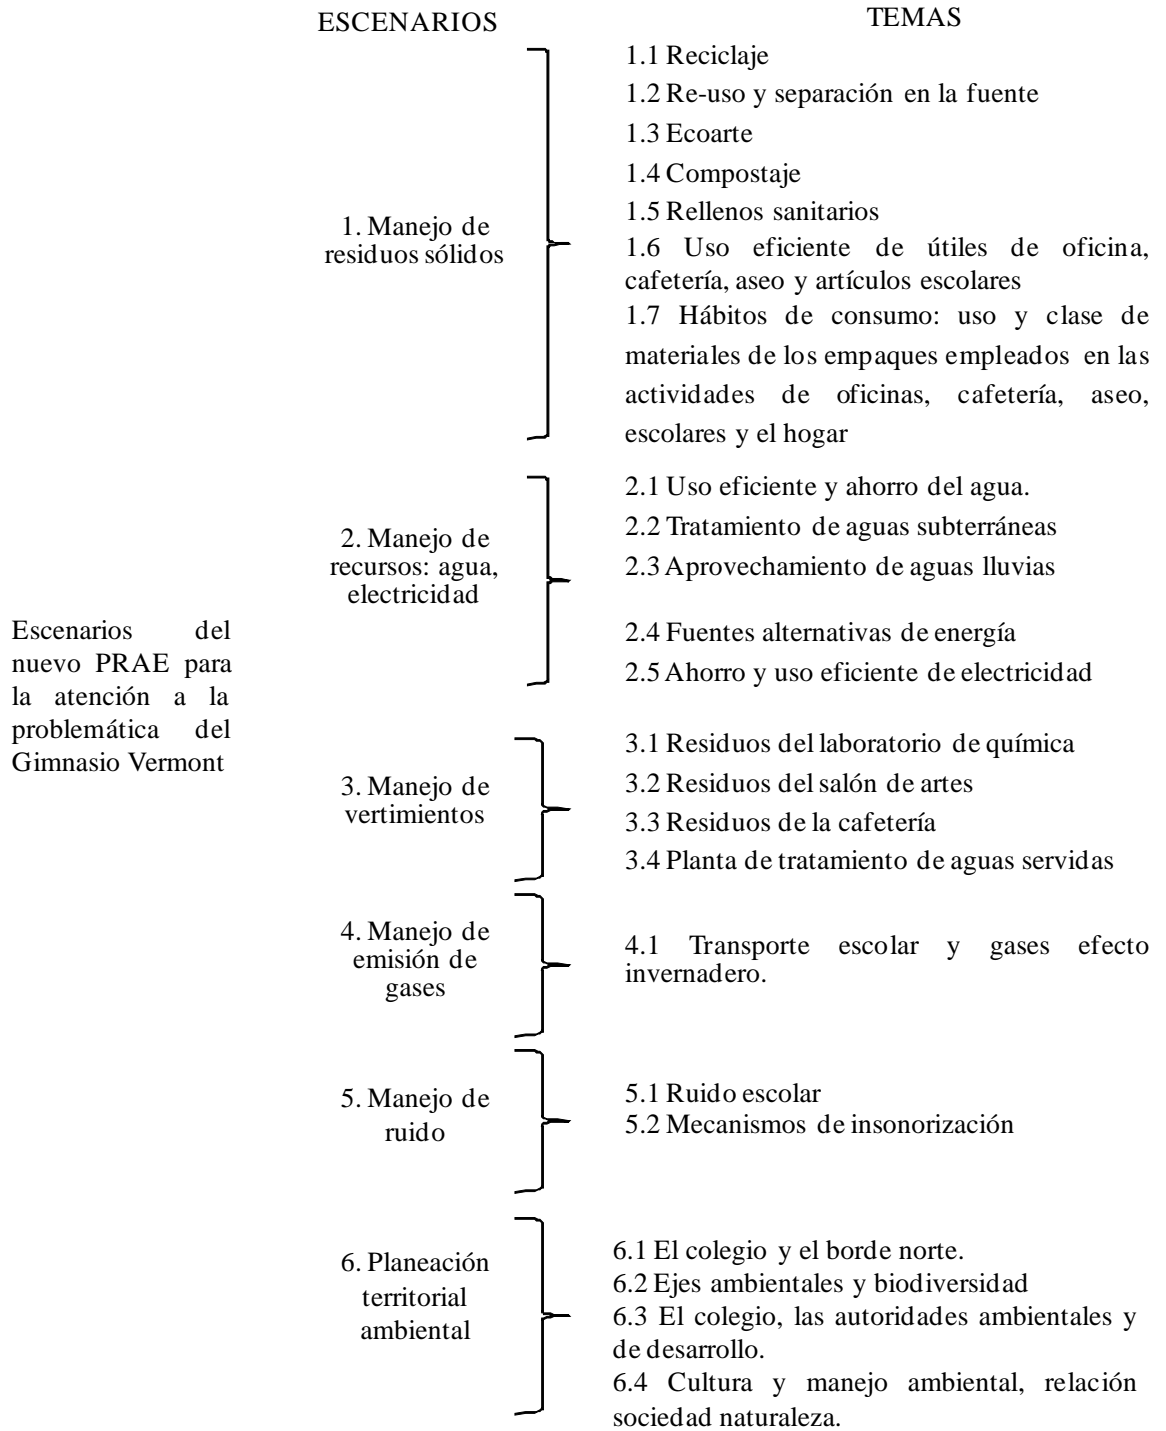 ESCENARIOS
TEMAS
Escenarios del
nuevo PRAE para
la atención a la
problemática del
Gimnasio Vermont
1. Manejo de
residuos sólidos
1.1 Reciclaje
1.2 Re-uso y separación en la fuente
1.3 Ecoarte
1.4 Compostaje
1.5 Rellenos sanitarios
1.6 Uso eficiente de útiles de oficina,
cafetería, aseo y artículos escolares
1.7 Hábitos de consumo: uso y clase de
materiales de los empaques empleados en las
actividades de oficinas, cafetería, aseo,
escolares y el hogar
2. Manejo de
recursos: agua,
electricidad
2.1 Uso eficiente y ahorro del agua.
2.2 Tratamiento de aguas subterráneas
2.3 Aprovechamiento de aguas lluvias
2.4 Fuentes alternativas de energía
2.5 Ahorro y uso eficiente de electricidad
3. Manejo de
vertimientos
3.1 Residuos del laboratorio de química
3.2 Residuos del salón de artes
3.3 Residuos de la cafetería
3.4 Planta de tratamiento de aguas servidas
4. Manejo de
emisión de
gases
4.1 Transporte escolar y gases efecto
invernadero.
5. Manejo de
ruido
5.1 Ruido escolar
5.2 Mecanismos de insonorización
6. Planeación
territorial
ambiental
6.1 El colegio y el borde norte.
6.2 Ejes ambientales y biodiversidad
6.3 El colegio, las autoridades ambientales y
de desarrollo.
6.4 Cultura y manejo ambiental, relación
sociedad naturaleza.